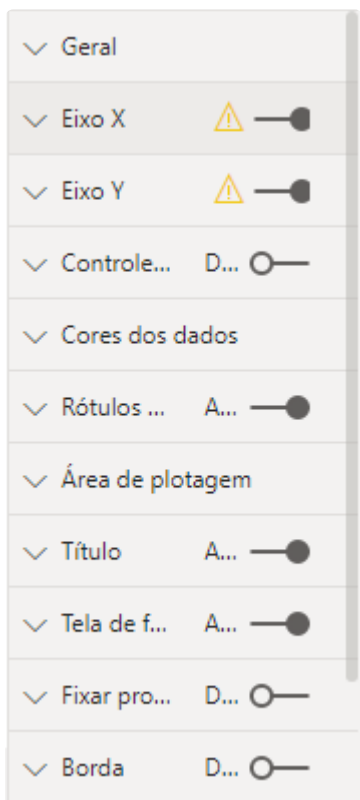 Geral
Eixo X
Eixo Y
Controle... D...
Cores dos dados
Rótulos ... A...
Área de plotagem
Título A...
Tela de f... A...
Fixar pro... D...
Borda D...